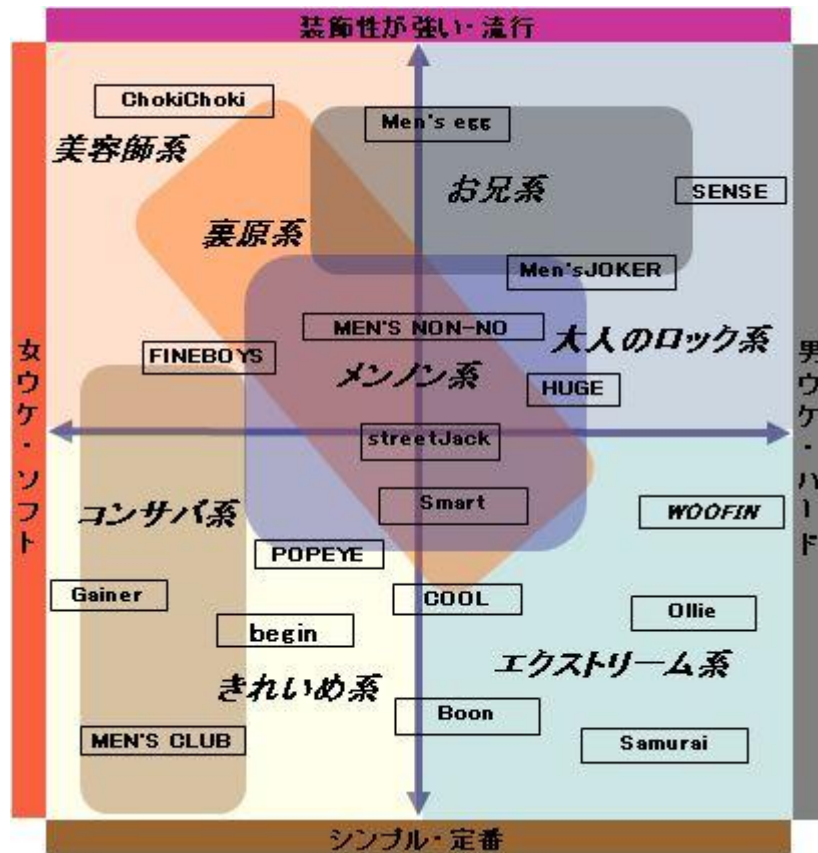 装飾性が強い・流行
ChokiChoki
Men's egg
美容師系
お兄系
SENSE
裏原系
Men'sJOKER
MEN'S NON-NO
大人のロック系
FINEBOYS
メンノン系
HUGE
女ウケ・ソフト
男ウケ・ハード
streetJack
Smart
コンサバ系
WOOFIN
POPEYE
Gainer
COOL
Ollie
begin
エクストリーム系
きれいめ系
Boon
MEN'S CLUB
Samurai
シンプル・定番